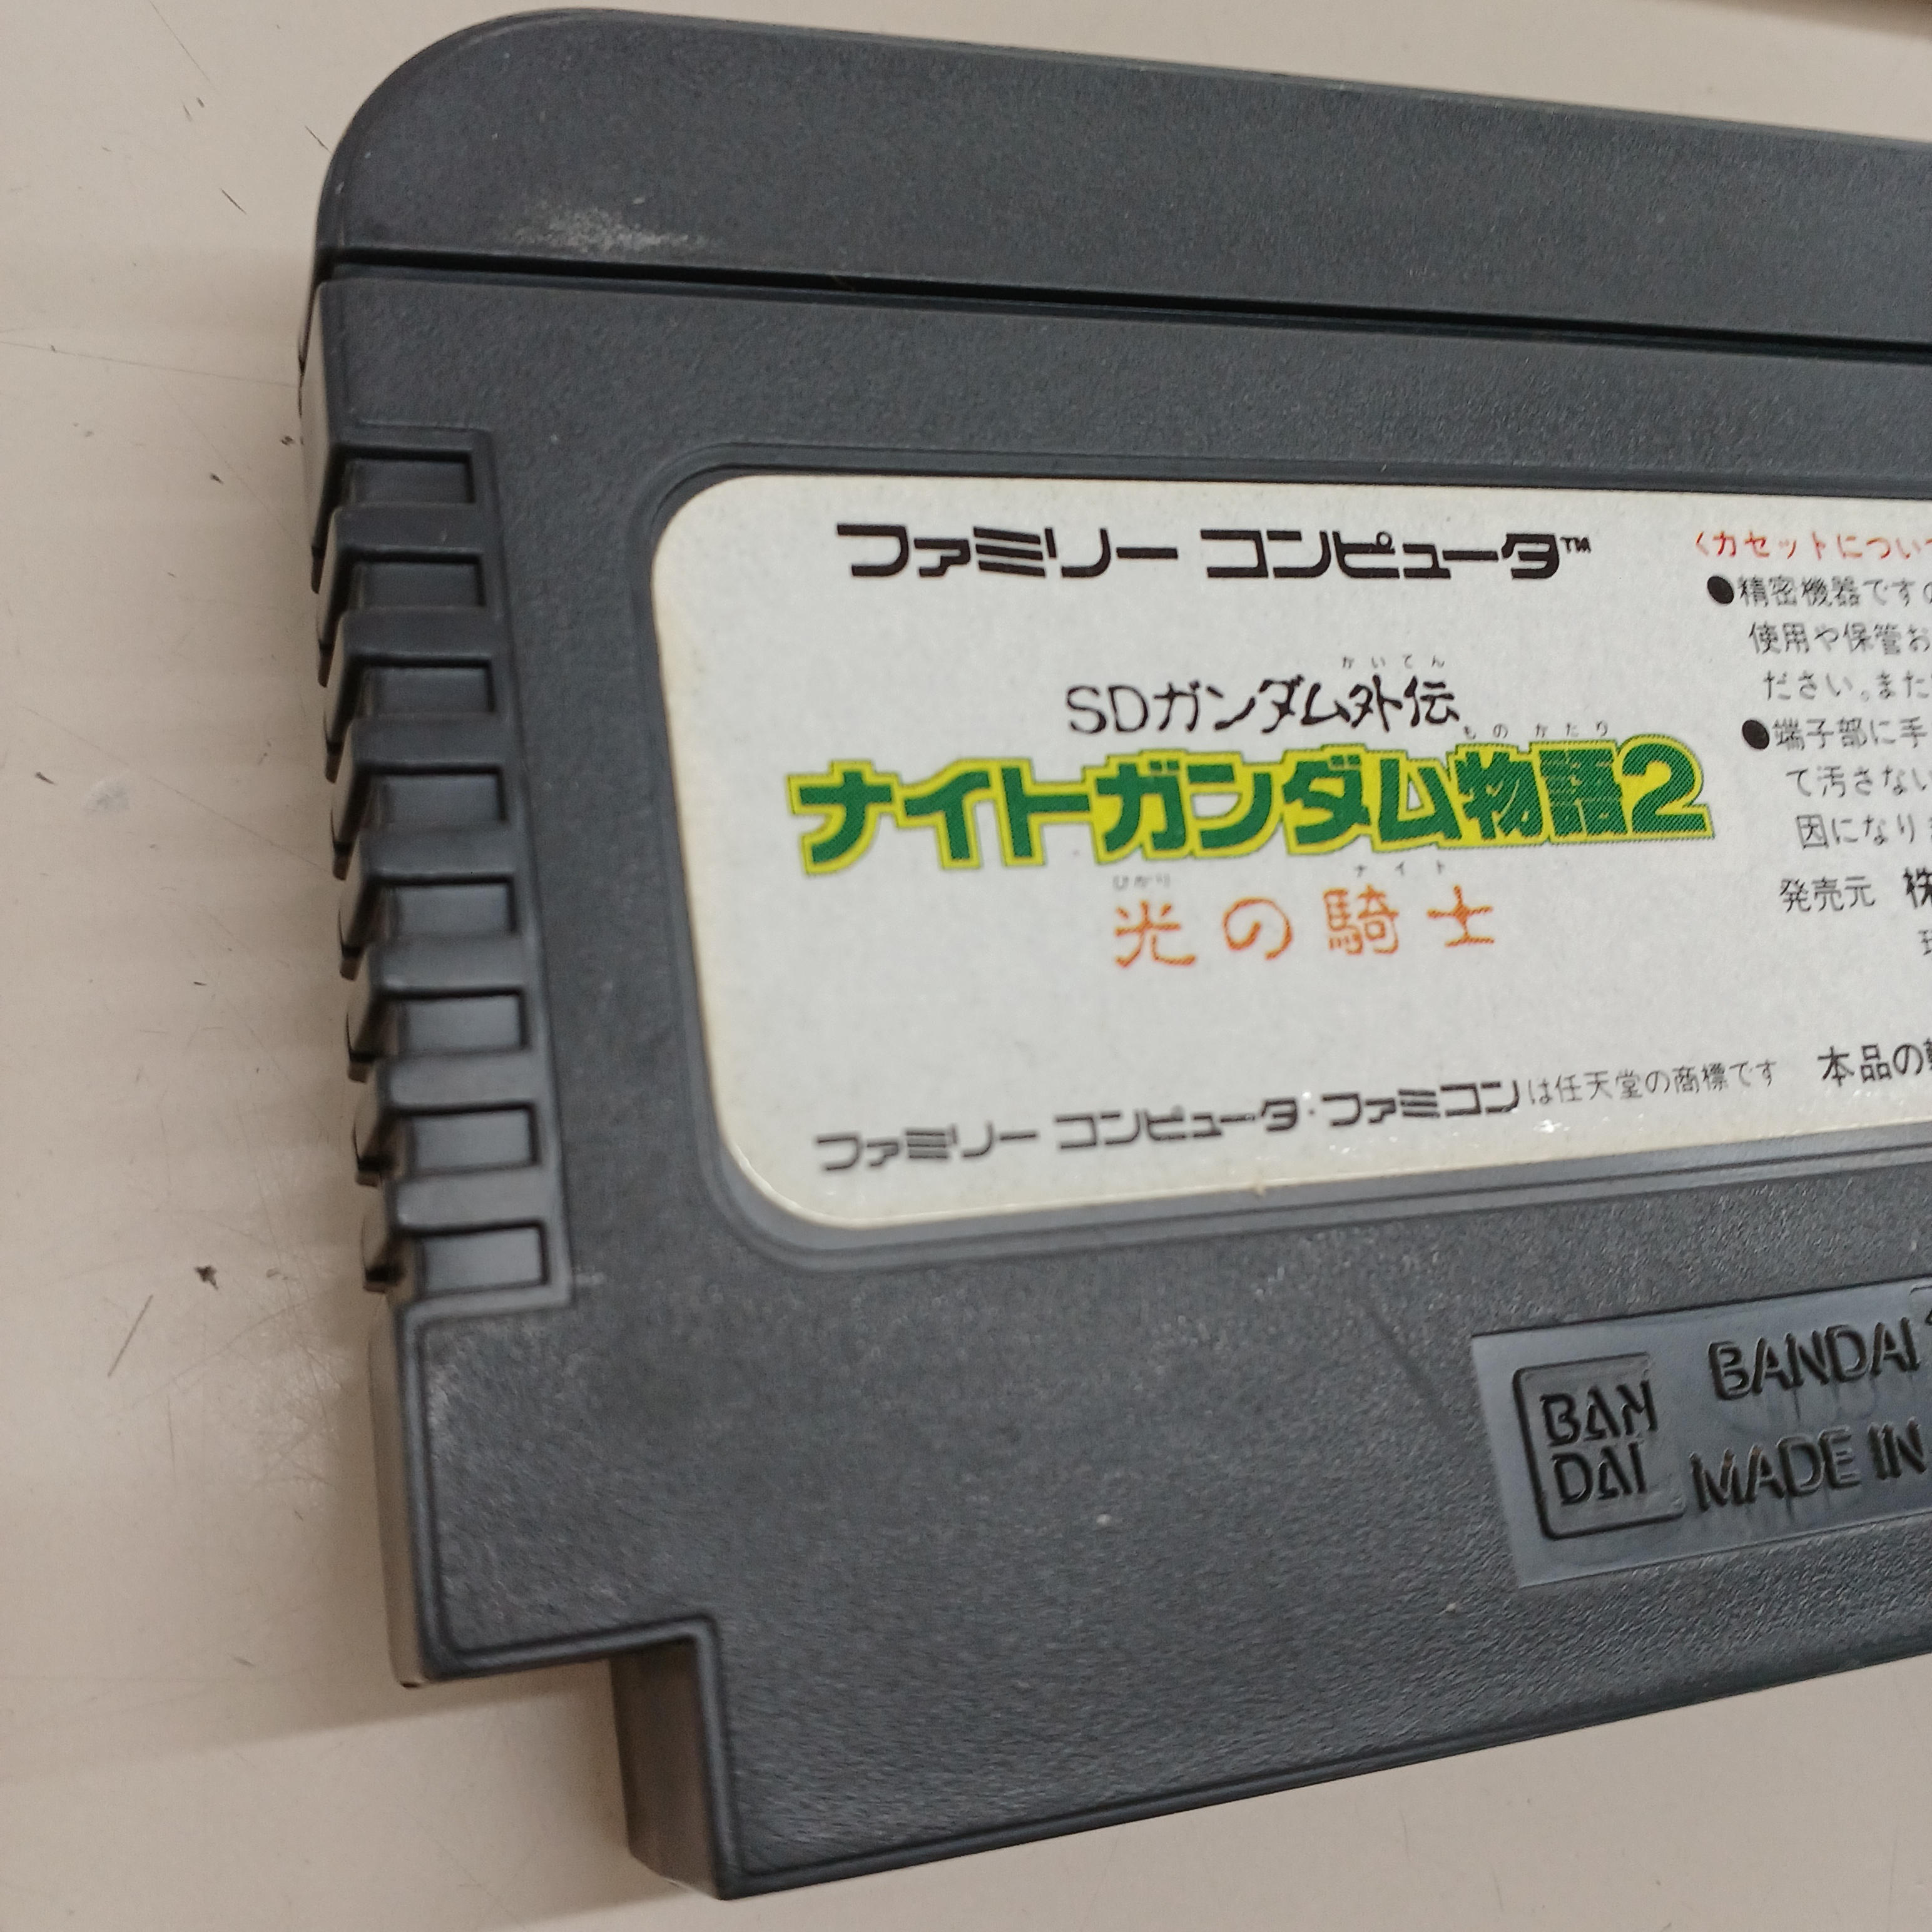 ファミリー コンピュータ™
かいてん
SDガンダム外伝
ものかたり
ナイトガンダム物語2
ひかり ナイト
光の騎士
ファミリー コンピュータ・ファミコンは任天堂の商標です
〈カセットについ
●精密機器ですの
使用や保管お
ださい。また
●端子部に手
て汚さない
因になり
発売元 株
本品の
BAN
DAI
BANDAI
MADE IN